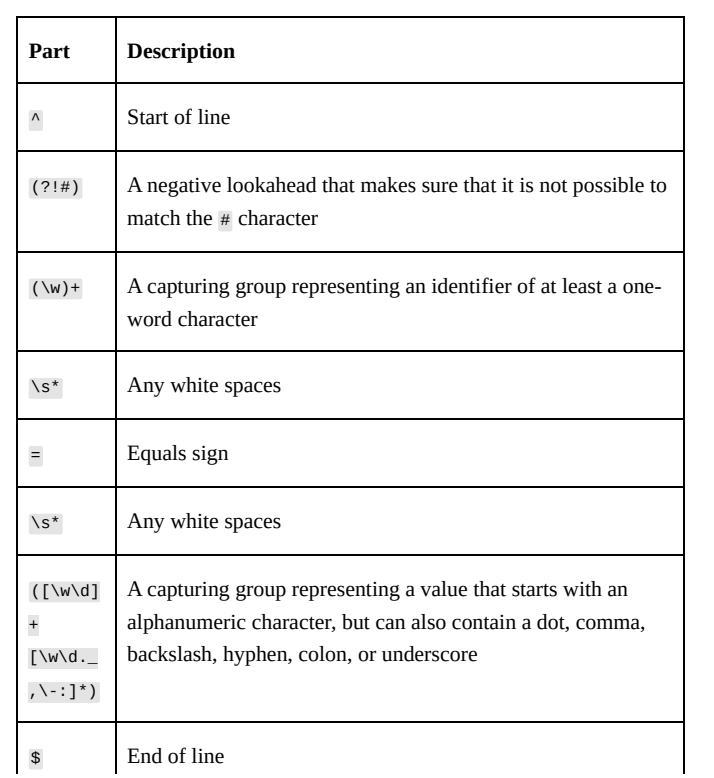 Part Description
^ Start of line
(?!#) A negative lookahead that makes sure that it is not possible to
match the # character
(\w)+ A capturing group representing an identifier of at least a one-
word character
\s* Any white spaces
= Equals sign
\s* Any white spaces
([\w\d] A capturing group representing a value that starts with an
+ alphanumeric character, but can also contain a dot, comma,
[\w\d._ backslash, hyphen, colon, or underscore
,\-:]*)
$ End of line